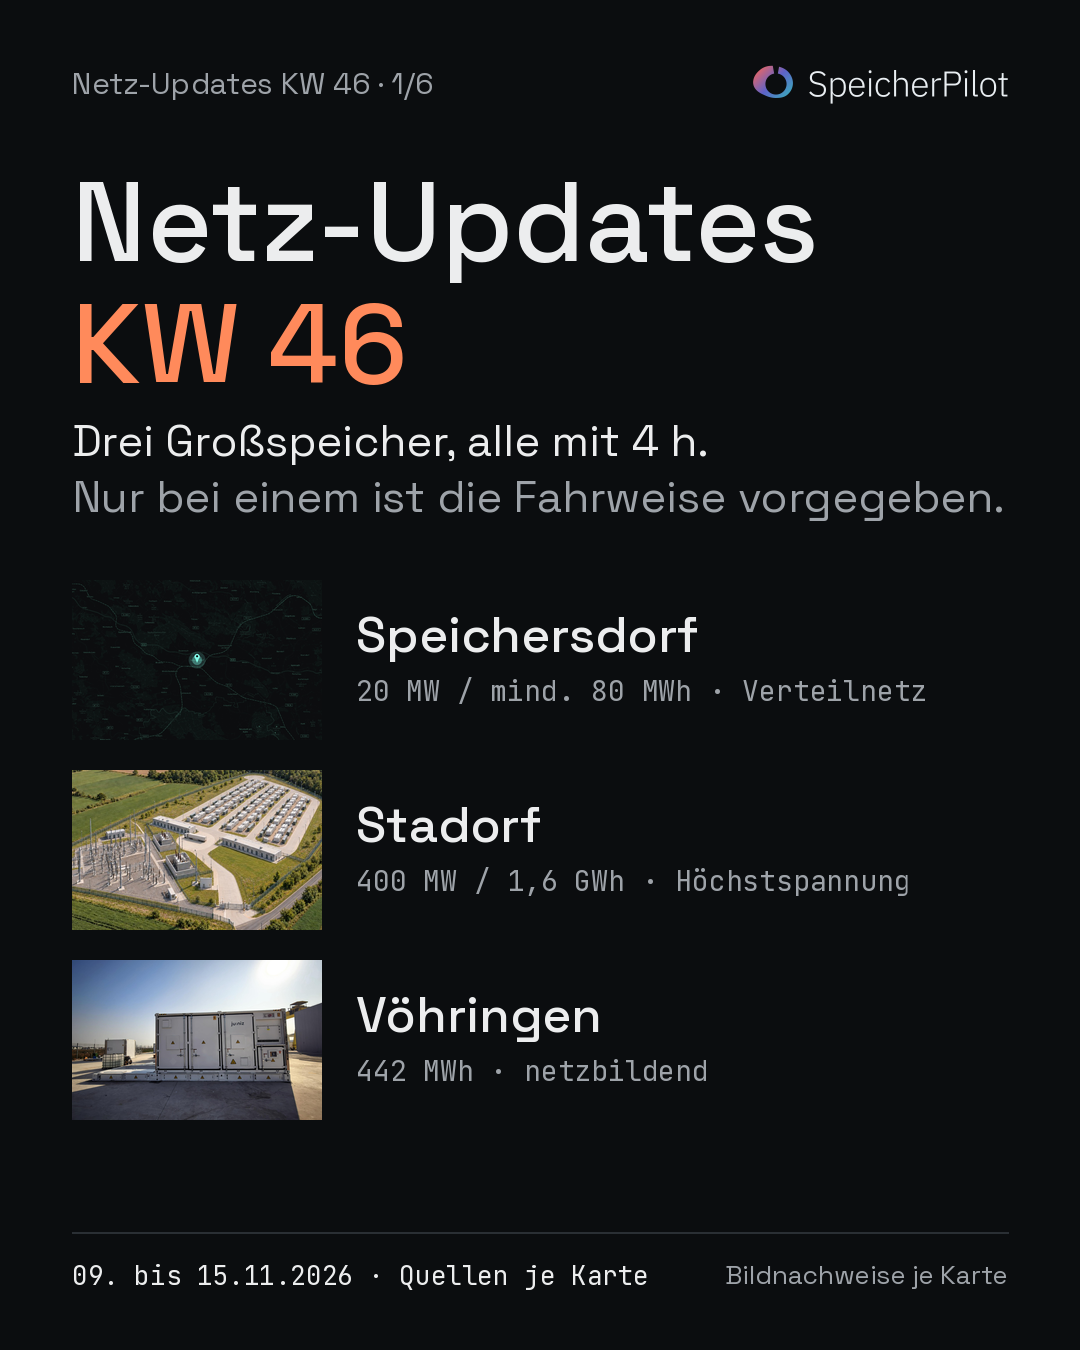 Netz-Updates KW 46 · 1/6
SpeicherPilot
Netz-Updates
KW 46
Drei Großspeicher, alle mit 4 h.
Nur bei einem ist die Fahrweise vorgegeben.
Speichersdorf
20 MW / mind. 80 MWh · Verteilnetz
Stadorf
400 MW / 1,6 GWh · Höchstspannung
Vöhringen
442 MWh · netzbildend
09. bis 15.11.2026 · Quellen je Karte
Bildnachweise je Karte